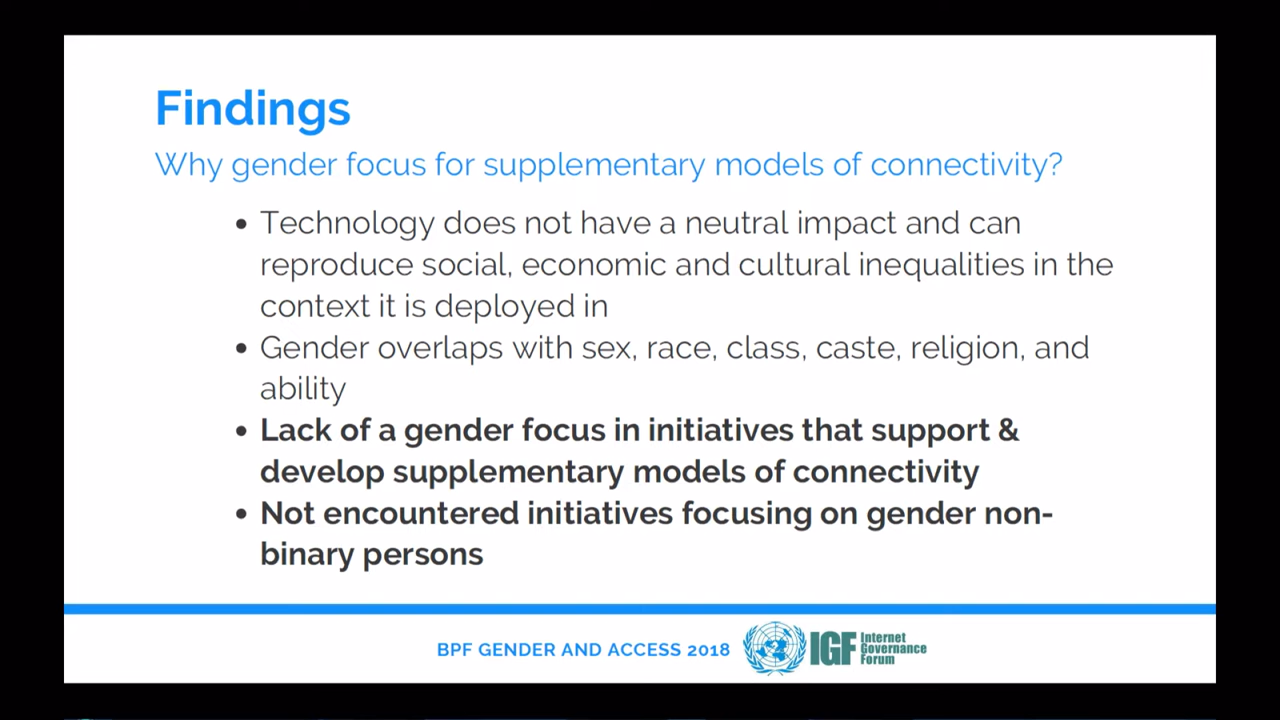 Findings
Why gender focus for supplementary models of connectivity?
• Technology does not have a neutral impact and can
reproduce social, economic and cultural inequalities in the
context it is deployed in
• Gender overlaps with sex, race, class, caste, religion, and
ability
• Lack of a gender focus in initiatives that support &
develop supplementary models of connectivity
• Not encountered initiatives focusing on gender non-
binary persons
BPF GENDER AND ACCESS 2018
IGF
Internet
Governance
Forum